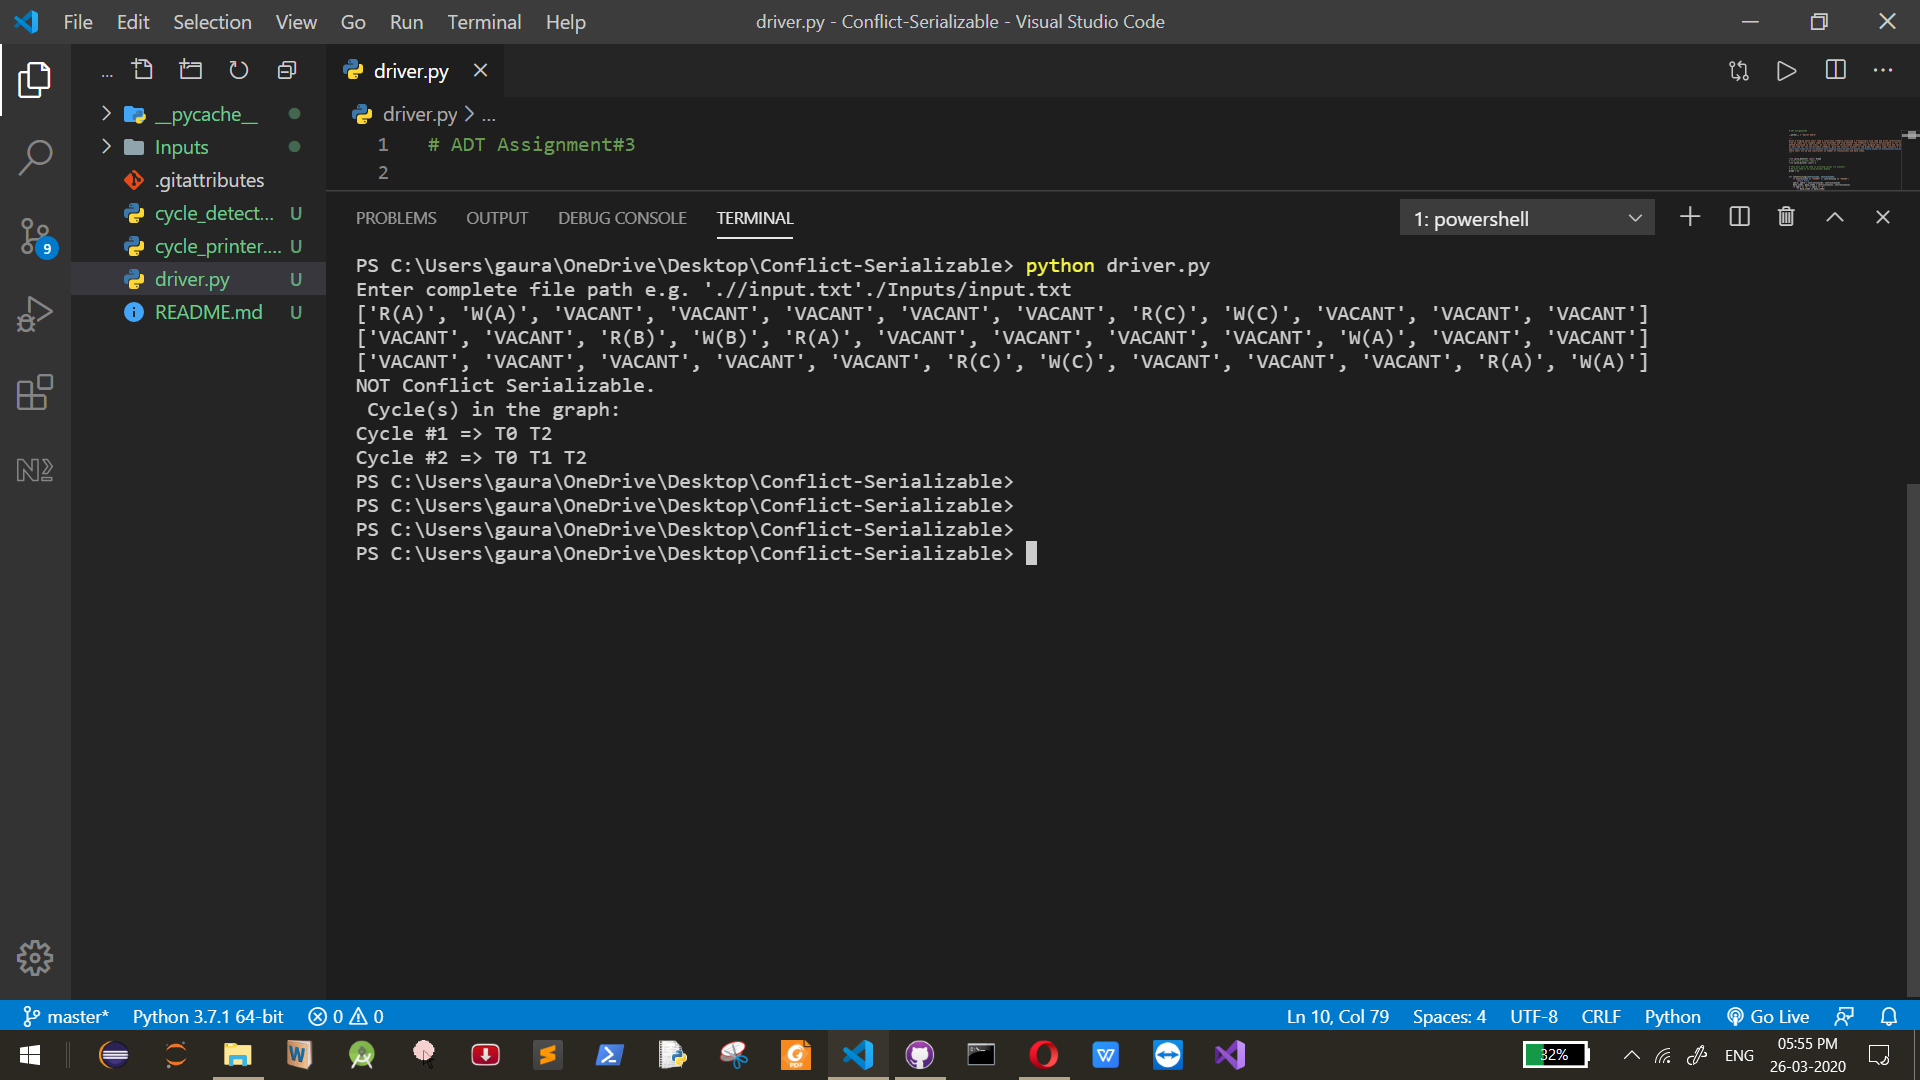 File Edit Selection View Go Run Terminal Help driver.py - Conflict-Serializable - Visual Studio Code
... driver.py
__pycache__
driver.py > ...
Inputs
1 # ADT Assignment#3
2
.gitattributes
cycle_detect... U
cycle_printer.... U
driver.py U
README.md U
9
PROBLEMS OUTPUT DEBUG CONSOLE TERMINAL 1: powershell
PS C:\Users\gaura\OneDrive\Desktop\Conflict-Serializable> python driver.py
Enter complete file path e.g. './/input.txt'./Inputs/input.txt
['R(A)', 'W(A)', 'VACANT', 'VACANT', 'VACANT', 'VACANT', 'VACANT', 'R(C)', 'W(C)', 'VACANT', 'VACANT', 'VACANT']
['VACANT', 'VACANT', 'R(B)', 'W(B)', 'R(A)', 'VACANT', 'VACANT', 'VACANT', 'VACANT', 'W(A)', 'VACANT', 'VACANT']
['VACANT', 'VACANT', 'VACANT', 'VACANT', 'VACANT', 'R(C)', 'W(C)', 'VACANT', 'VACANT', 'VACANT', 'R(A)', 'W(A)']
NOT Conflict Serializable.
Cycle(s) in the graph:
Cycle #1 => T0 T2
Cycle #2 => T0 T1 T2
PS C:\Users\gaura\OneDrive\Desktop\Conflict-Serializable>
PS C:\Users\gaura\OneDrive\Desktop\Conflict-Serializable>
PS C:\Users\gaura\OneDrive\Desktop\Conflict-Serializable>
PS C:\Users\gaura\OneDrive\Desktop\Conflict-Serializable>
master* Python 3.7.1 64-bit 0 0 Ln 10, Col 79 Spaces: 4 UTF-8 CRLF Python Go Live
32% ENG 05:55 PM
26-03-2020